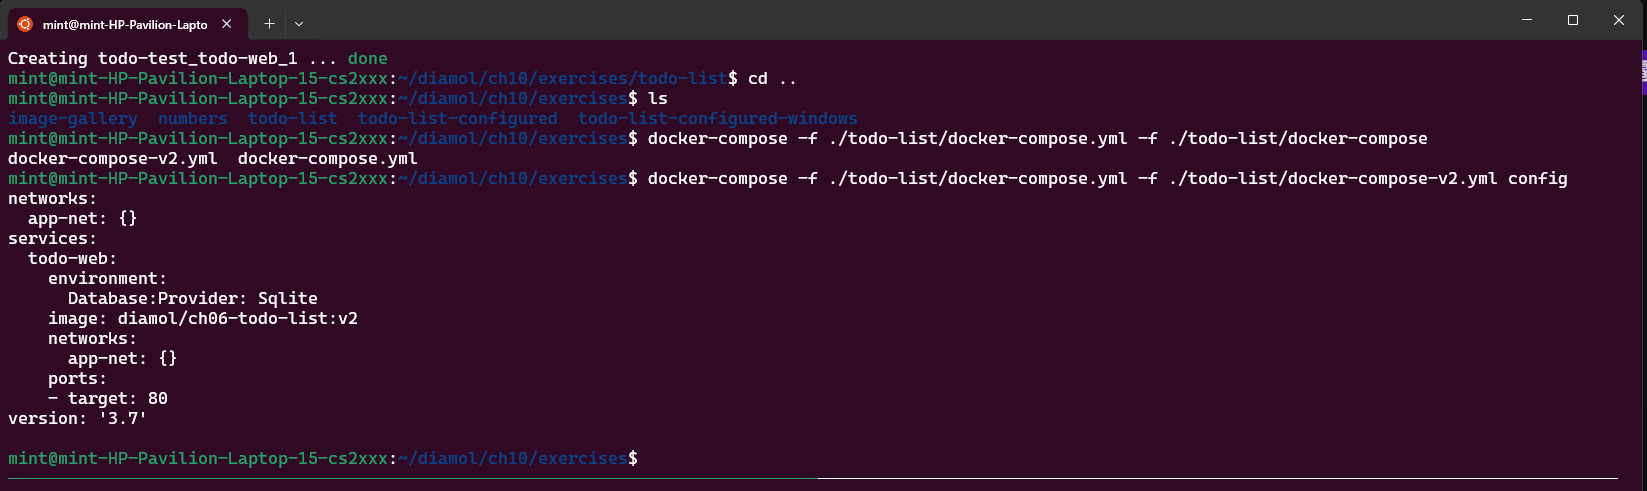 mint@mint-HP-Pavilion-Lapto
Creating todo-test_todo-web_1 ... done
mint@mint-HP-Pavilion-Laptop-15-cs2xxx:~/diamol/ch10/exercises/todo-list$ cd ..
mint@mint-HP-Pavilion-Laptop-15-cs2xxx:~/diamol/ch10/exercises$ ls
image-gallery  numbers  todo-list  todo-list-configured  todo-list-configured-windows
mint@mint-HP-Pavilion-Laptop-15-cs2xxx:~/diamol/ch10/exercises$ docker-compose -f ./todo-list/docker-compose.yml -f ./todo-list/docker-compose
docker-compose-v2.yml  docker-compose.yml
mint@mint-HP-Pavilion-Laptop-15-cs2xxx:~/diamol/ch10/exercises$ docker-compose -f ./todo-list/docker-compose.yml -f ./todo-list/docker-compose-v2.yml config
networks:
  app-net: {}
services:
  todo-web:
    environment:
      Database:Provider: Sqlite
    image: diamol/ch06-todo-list:v2
    networks:
      app-net: {}
    ports:
    - target: 80
version: '3.7'
mint@mint-HP-Pavilion-Laptop-15-cs2xxx:~/diamol/ch10/exercises$